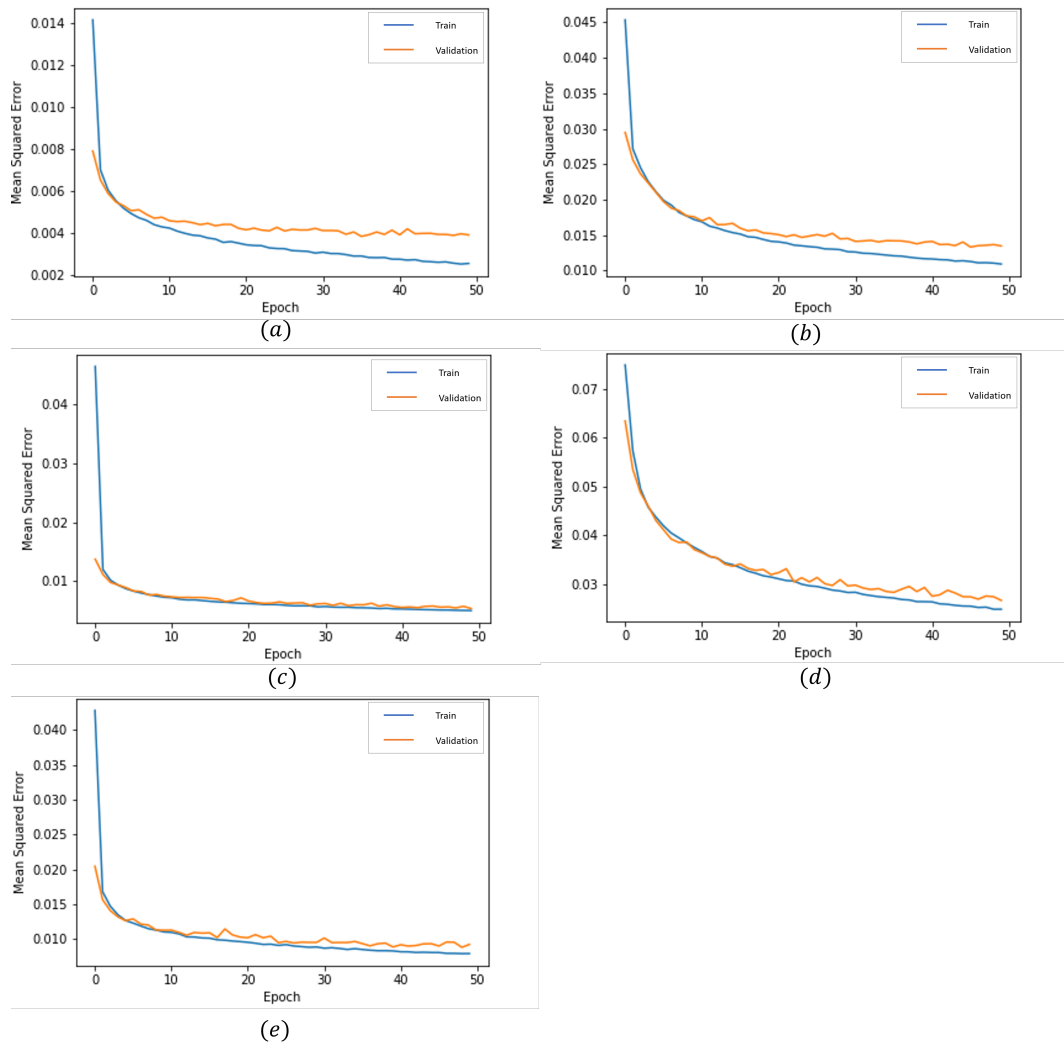 0.014
0.012
0.010
0.008
0.006
0.004
0.002
Mean Squared Error
Train
Validation
0 10 20 30 40 50
Epoch
(a)
0.045
0.040
0.035
0.030
0.025
0.020
0.015
0.010
Mean Squared Error
Train
Validation
0 10 20 30 40 50
Epoch
(b)
0.04
0.03
0.02
0.01
Mean Squared Error
Train
Validation
0 10 20 30 40 50
Epoch
(c)
0.07
0.06
0.05
0.04
0.03
Mean Squared Error
Train
Validation
0 10 20 30 40 50
Epoch
(d)
0.040
0.035
0.030
0.025
0.020
0.015
0.010
Mean Squared Error
Train
Validation
0 10 20 30 40 50
Epoch
(e)